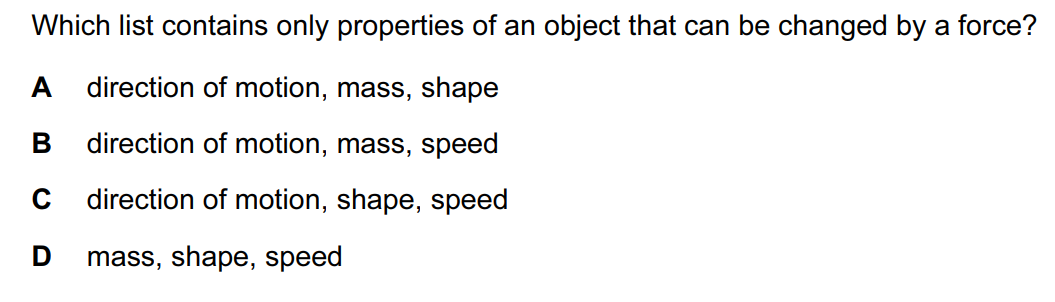 Which list contains only properties of an object that can be changed by a force?
A direction of motion, mass, shape
B direction of motion, mass, speed
C direction of motion, shape, speed
D mass, shape, speed